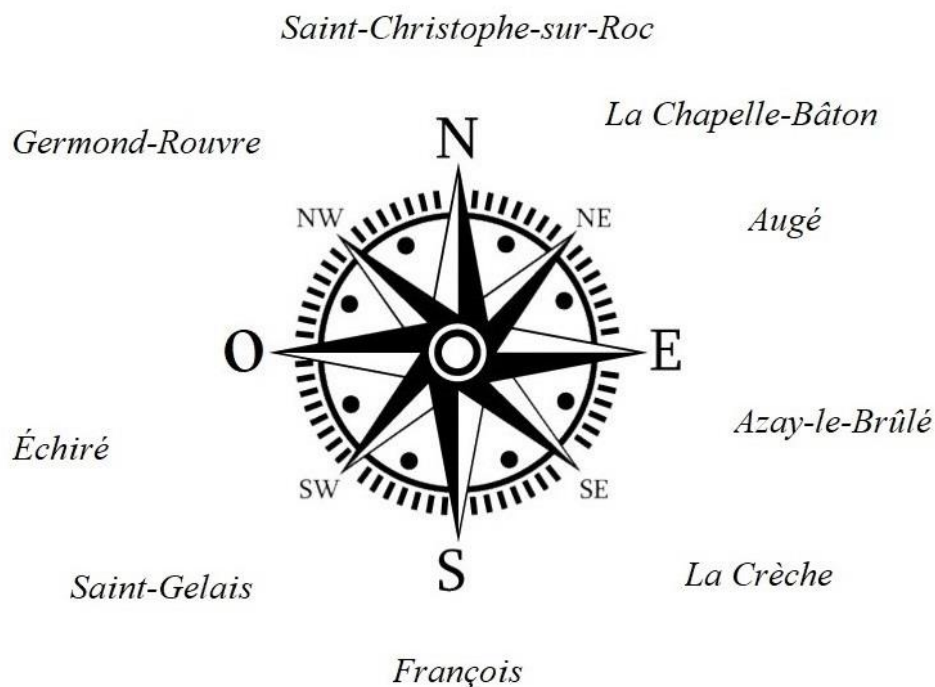 Saint-Christophe-sur-Roc
La Chapelle-Bâton
Germond-Rouvre
N
NW
NE
Augé
O
E
Échiré
Azay-le-Brûlé
SW
SE
S
Saint-Gelais
La Crèche
François